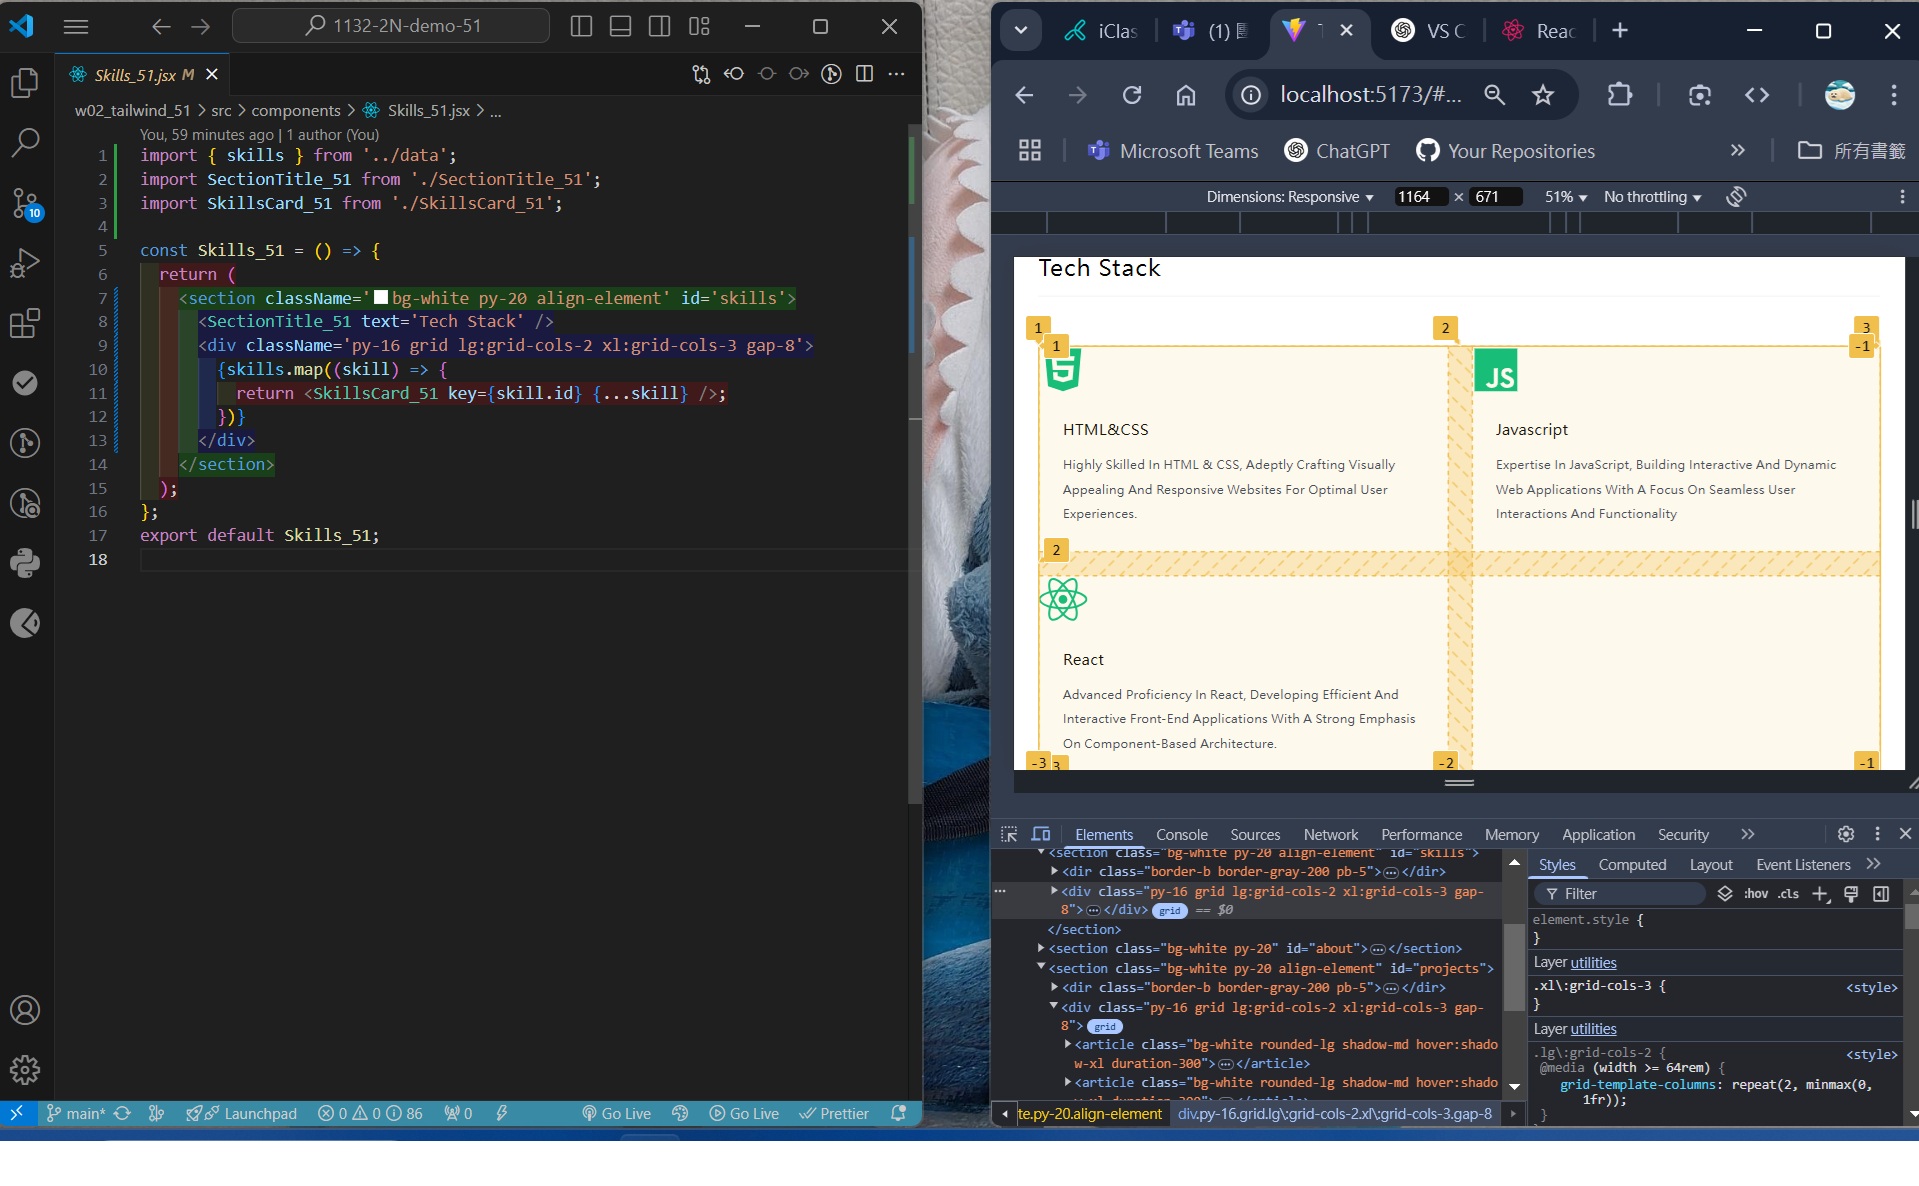 1132-2N-demo-51
Skills_51.jsx M
w02_tailwind_51 > src > components > Skills_51.jsx > ...
You, 59 minutes ago | 1 author (You)
1 import { skills } from '../data';
2 import SectionTitle_51 from './SectionTitle_51';
3 import SkillsCard_51 from './SkillsCard_51';
4
5 const Skills_51 = () => {
6 return (
7 <section className='bg-white py-20 align-element' id='skills'>
8 <SectionTitle_51 text='Tech Stack' />
9 <div className='py-16 grid lg:grid-cols-2 xl:grid-cols-3 gap-8'>
10 {skills.map((skill) => {
11 return <SkillsCard_51 key={skill.id} {...skill} />;
12 })}
13 </div>
14 </section>
15 );
16 };
17 export default Skills_51;
18
10
main* Launchpad 0 0 86 0 Go Live Go Live Prettier
iClas (1) T VS C Reac
localhost:5173/#...
Microsoft Teams ChatGPT Your Repositories » 所有書籤
Dimensions: Responsive 1164 × 671 51% No throttling
Tech Stack
1 2 3
1 -1
5 JS
HTML&CSS
Highly Skilled In HTML & CSS, Adeptly Crafting Visually
Appealing And Responsive Websites For Optimal User
Experiences.
Javascript
Expertise In JavaScript, Building Interactive And Dynamic
Web Applications With A Focus On Seamless User
Interactions And Functionality
2
React
Advanced Proficiency In React, Developing Efficient And
Interactive Front-End Applications With A Strong Emphasis
On Component-Based Architecture.
-3 3 -2 -1
Elements Console Sources Network Performance Memory Application Security »
<section class="bg-white py-20 align-element" id="skills">
<dir class="border-b border-gray-200 pb-5">…</dir>
<div class="py-16 grid lg:grid-cols-2 xl:grid-cols-3 gap-
8">…</div> grid == $0
</section>
<section class="bg-white py-20" id="about">…</section>
<section class="bg-white py-20 align-element" id="projects">
<dir class="border-b border-gray-200 pb-5">…</dir>
<div class="py-16 grid lg:grid-cols-2 xl:grid-cols-3 gap-
8"> grid
<article class="bg-white rounded-lg shadow-md hover:shado
w-xl duration-300">…</article>
<article class="bg-white rounded-lg shadow-md hover:shado
te.py-20.align-element div.py-16.grid.lg\:grid-cols-2.xl\:grid-cols-3.gap-8
Styles Computed Layout Event Listeners »
Filter :hov .cls
element.style {
}
Layer utilities
.xl\:grid-cols-3 { <style>
}
Layer utilities
.lg\:grid-cols-2 { <style>
@media (width >= 64rem) {
grid-template-columns: repeat(2, minmax(0,
1fr));
}